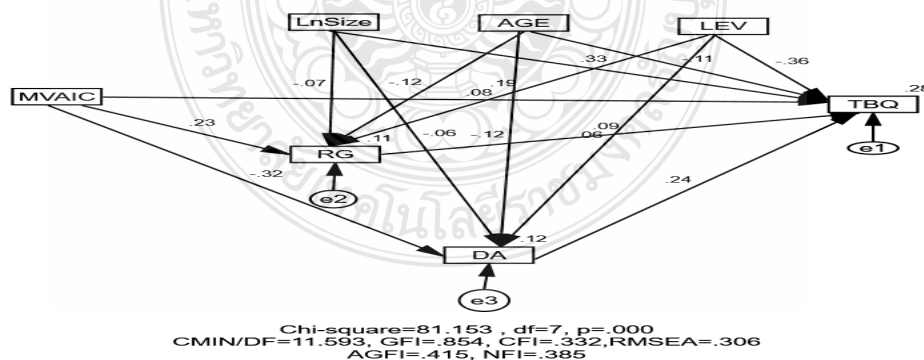 LnSize AGE LEV
.33 -.11 -.36
-.07 -.12 .19
MVAIC .08 .28
TBQ
.23 .11 -.06 -.12 .09
.06
RG e1
-.32 .24
e2
.12
DA
e3
Chi-square=81.153 , df=7, p=.000
CMIN/DF=11.593, GFI=.854, CFI=.332,RMSEA=.306
AGFI=.415, NFI=.385